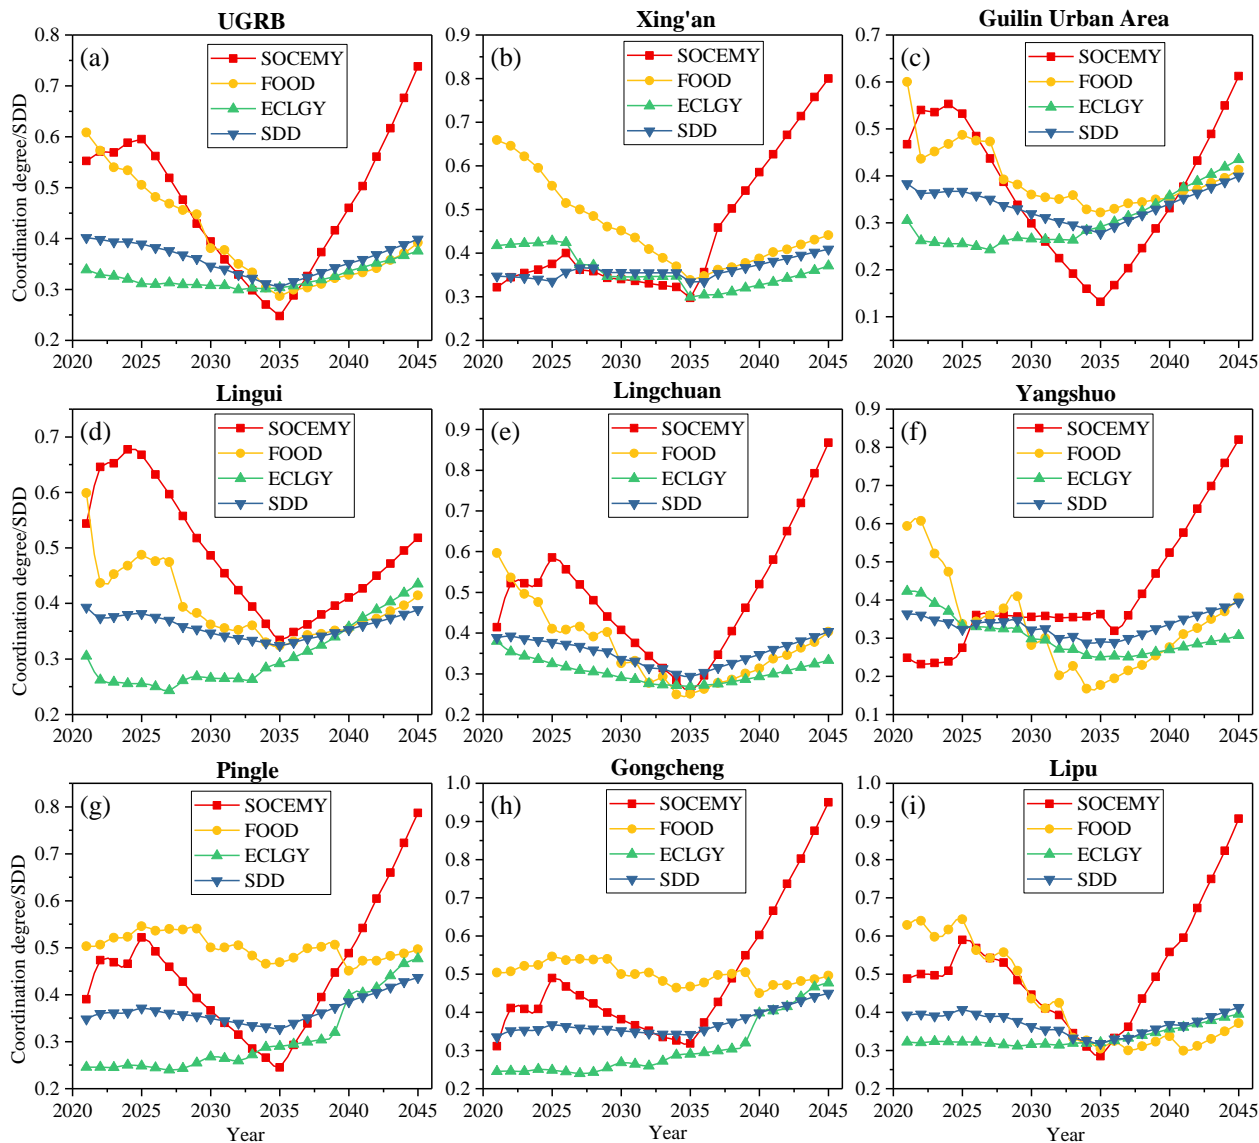 UGRB
Xing'an
Guilin Urban Area
(a)
SOCEMY
FOOD
ECLGY
SDD
(b)
SOCEMY
FOOD
ECLGY
SDD
(c)
SOCEMY
FOOD
ECLGY
SDD
Coordination degree/SDD
0.8
0.7
0.6
0.5
0.4
0.3
0.2
0.9
0.8
0.7
0.6
0.5
0.4
0.3
0.2
0.6
0.5
0.4
0.3
0.2
0.1
2020 2025 2030 2035 2040 2045
2020 2025 2030 2035 2040 2045
2020 2025 2030 2035 2040 2045
Lingui
Lingchuan
Yangshuo
(d)
SOCEMY
FOOD
ECLGY
SDD
(e)
SOCEMY
FOOD
ECLGY
SDD
(f)
SOCEMY
FOOD
ECLGY
SDD
Coordination degree/SDD
0.7
0.6
0.5
0.4
0.3
0.2
0.9
0.8
0.7
0.6
0.5
0.4
0.3
0.2
0.9
0.8
0.7
0.6
0.5
0.4
0.3
0.2
0.1
2020 2025 2030 2035 2040 2045
2020 2025 2030 2035 2040 2045
2020 2025 2030 2035 2040 2045
Pingle
Gongcheng
Lipu
(g)
SOCEMY
FOOD
ECLGY
SDD
(h)
SOCEMY
FOOD
ECLGY
SDD
(i)
SOCEMY
FOOD
ECLGY
SDD
Coordination degree/SDD
0.8
0.7
0.6
0.5
0.4
0.3
0.2
1.0
0.9
0.8
0.7
0.6
0.5
0.4
0.3
0.2
1.0
0.9
0.8
0.7
0.6
0.5
0.4
0.3
0.2
2020 2025 2030 2035 2040 2045
2020 2025 2030 2035 2040 2045
2020 2025 2030 2035 2040 2045
Year
Year
Year